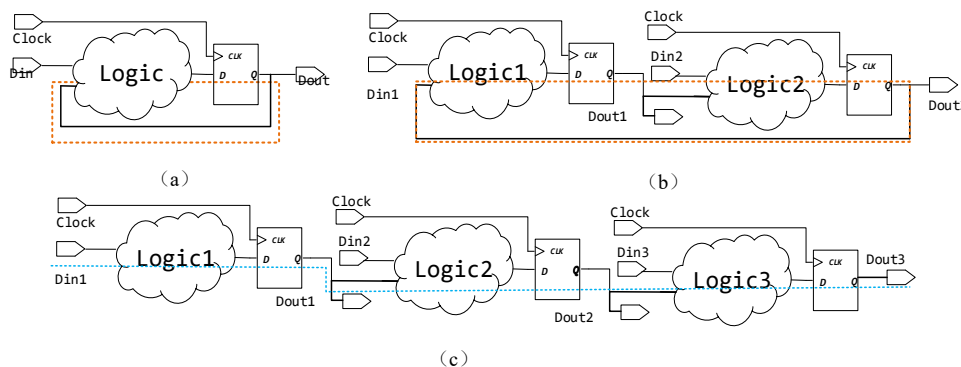 Clock
Din
Logic
CLK
D
Q
Dout
(a)
Clock
Din1
Logic1
CLK
D
Q
Dout1
Clock
Din2
Logic2
CLK
D
Q
Dout
(b)
Clock
Din1
Logic1
CLK
D
Q
Dout1
Clock
Din2
Logic2
CLK
D
Q
Dout2
Clock
Din3
Logic3
CLK
D
Q
Dout3
(c)